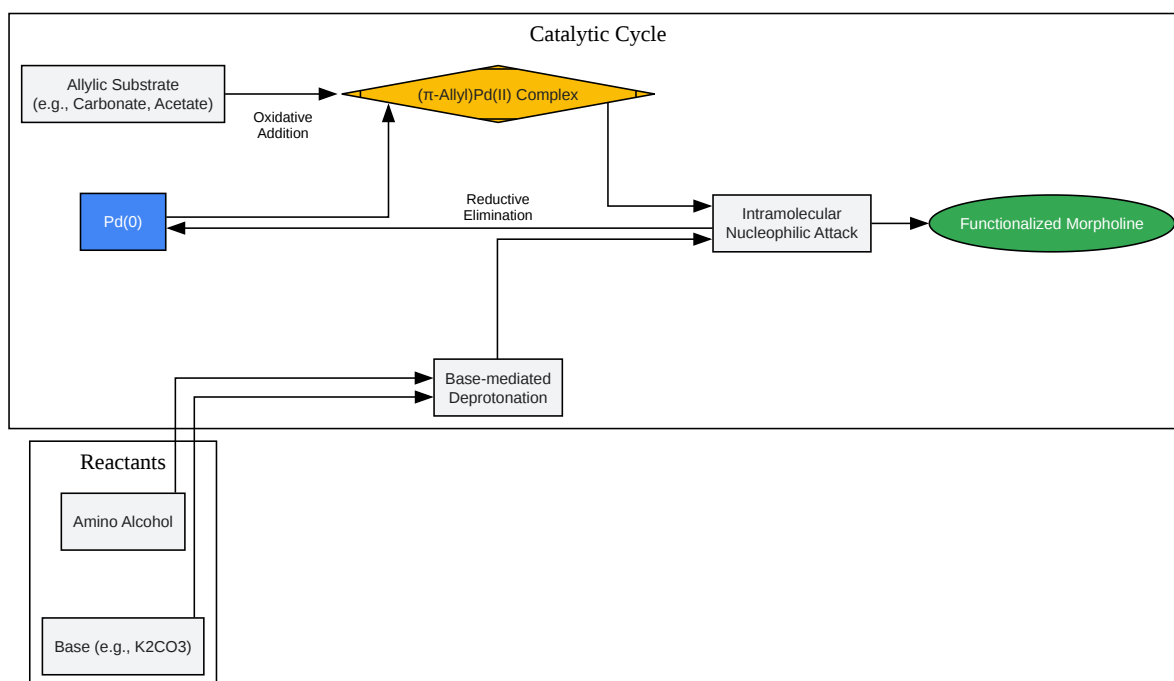 Catalytic Cycle
Allylic Substrate
(e.g., Carbonate, Acetate)
(π-Allyl)Pd(II) Complex
Oxidative
Addition
Pd(0)
Reductive
Elimination
Intramolecular
Nucleophilic Attack
Functionalized Morpholine
Base-mediated
Deprotonation
Reactants
Amino Alcohol
Base (e.g., K2CO3)